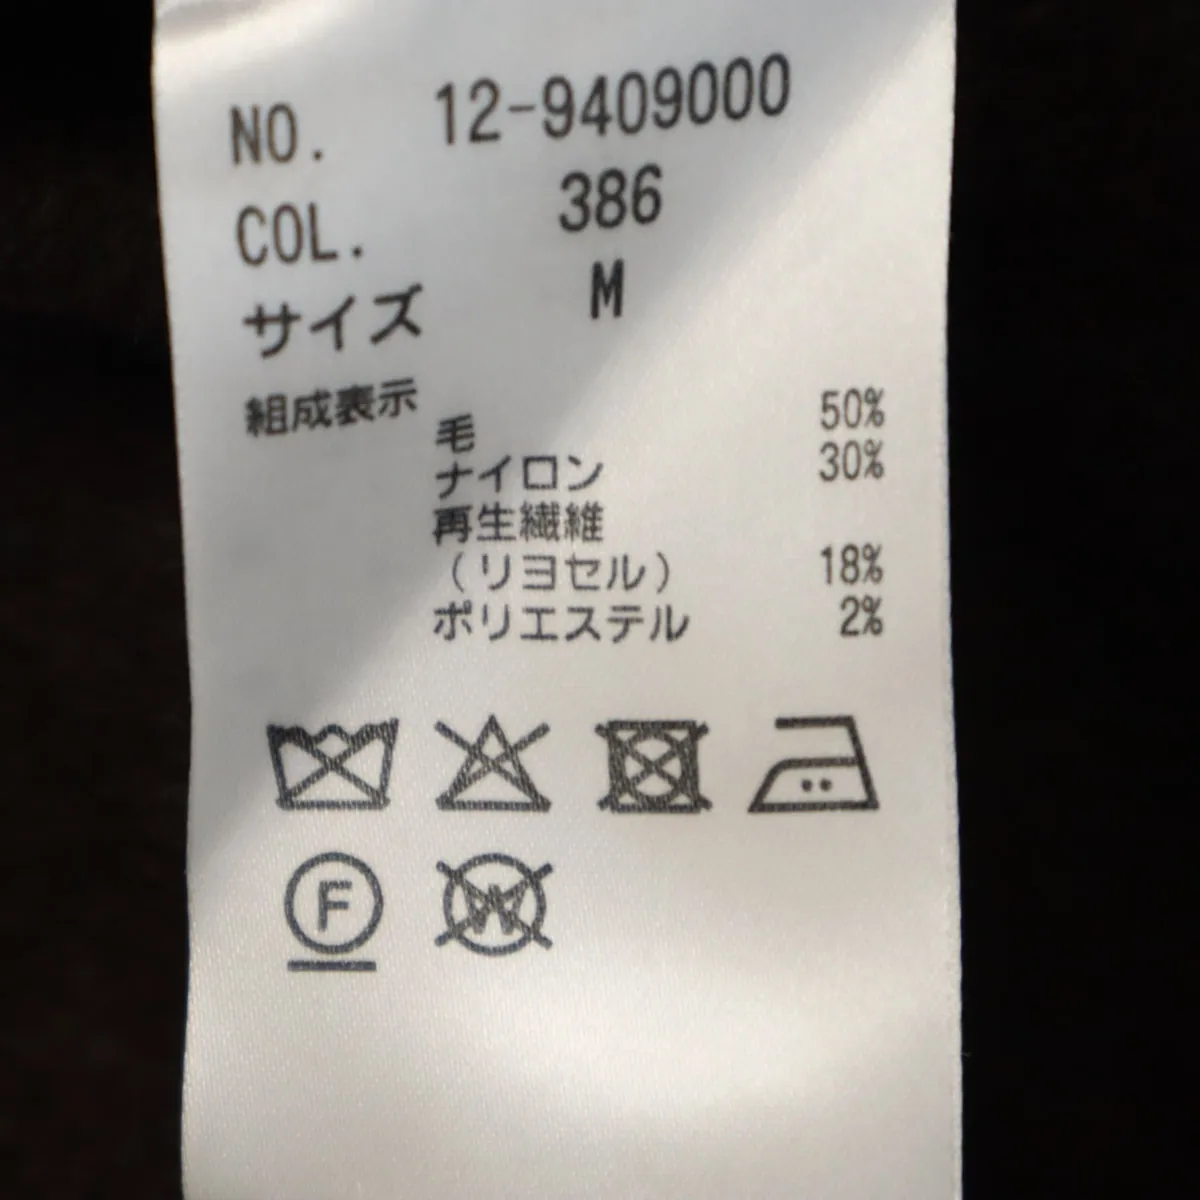 NO. 12-9409000
COL. 386
サイズ M
組成表示
毛 50%
ナイロン 30%
再生繊維
(リヨセル) 18%
ポリエステル 2%
F W